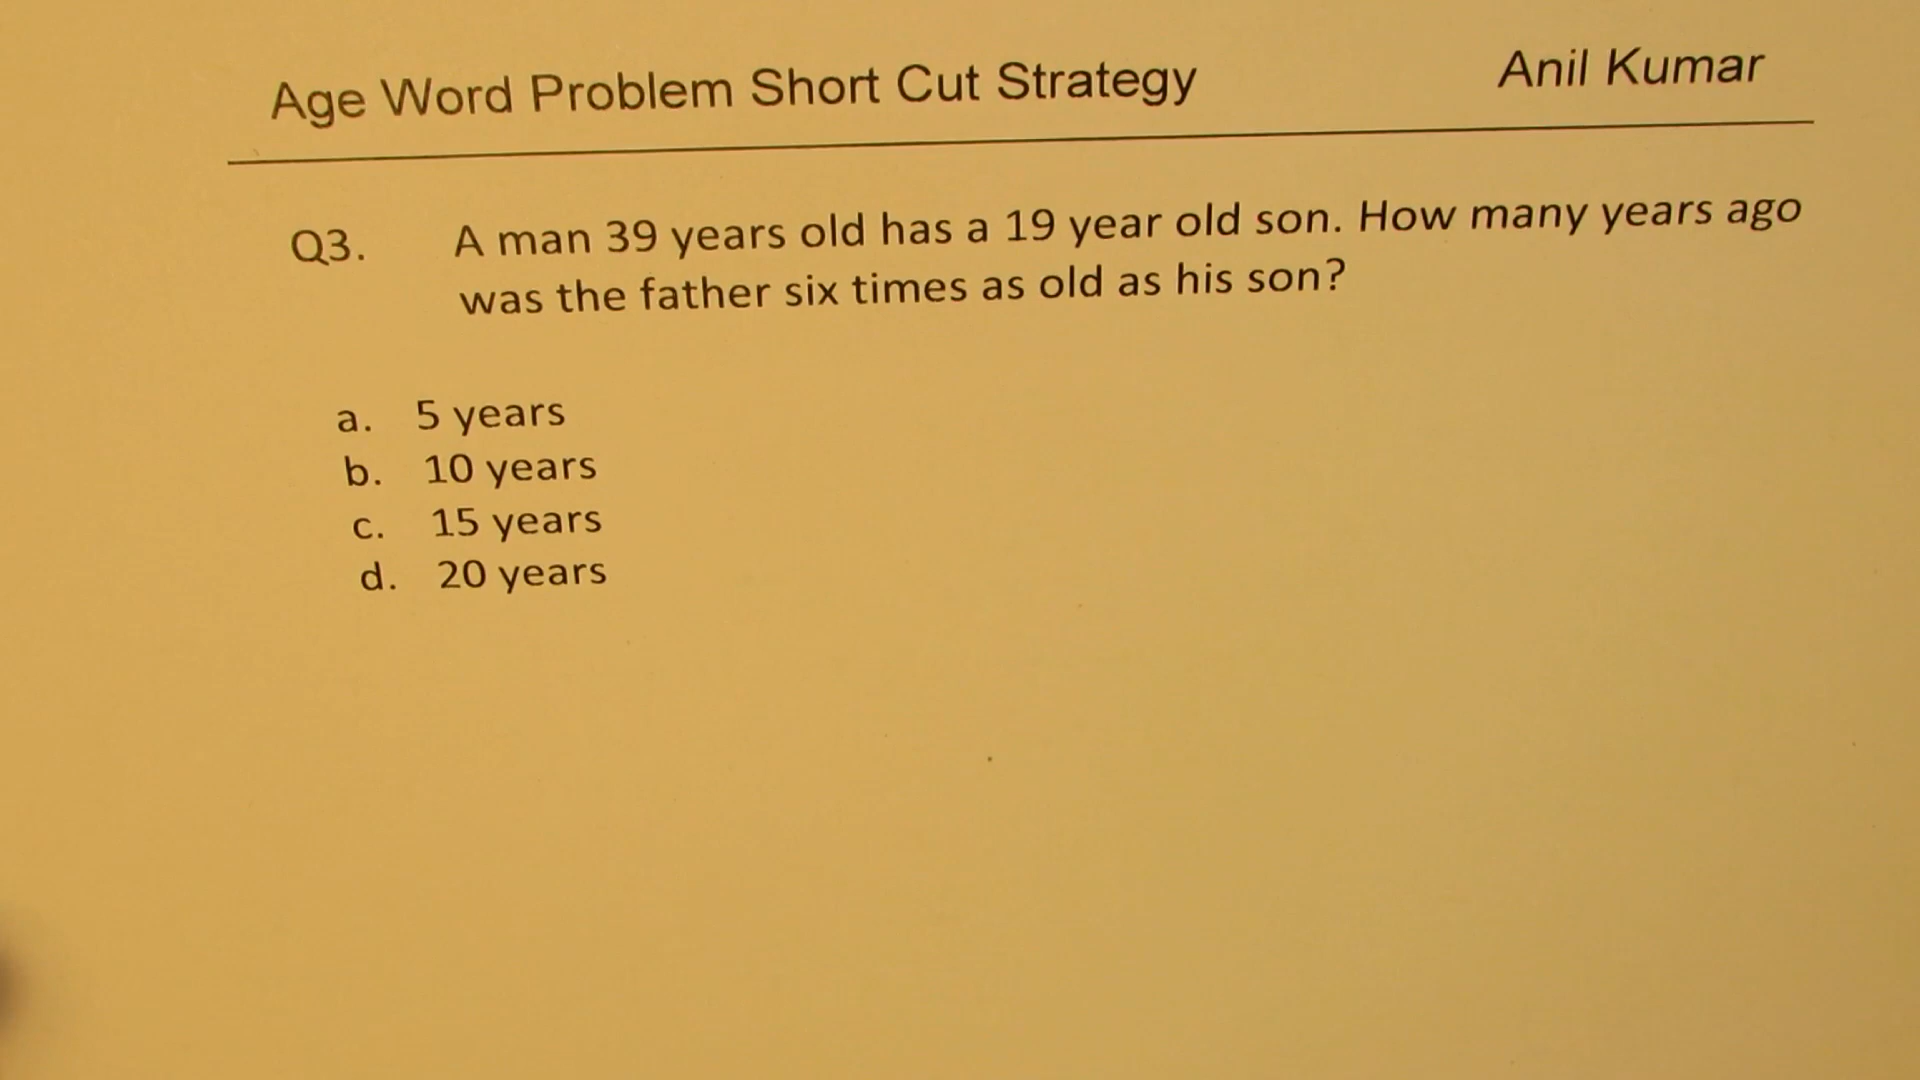 Age Word Problem Short Cut Strategy
Anil Kumar
Q3. A man 39 years old has a 19 year old son. How many years ago
was the father six times as old as his son?
a. 5 years
b. 10 years
c. 15 years
d. 20 years